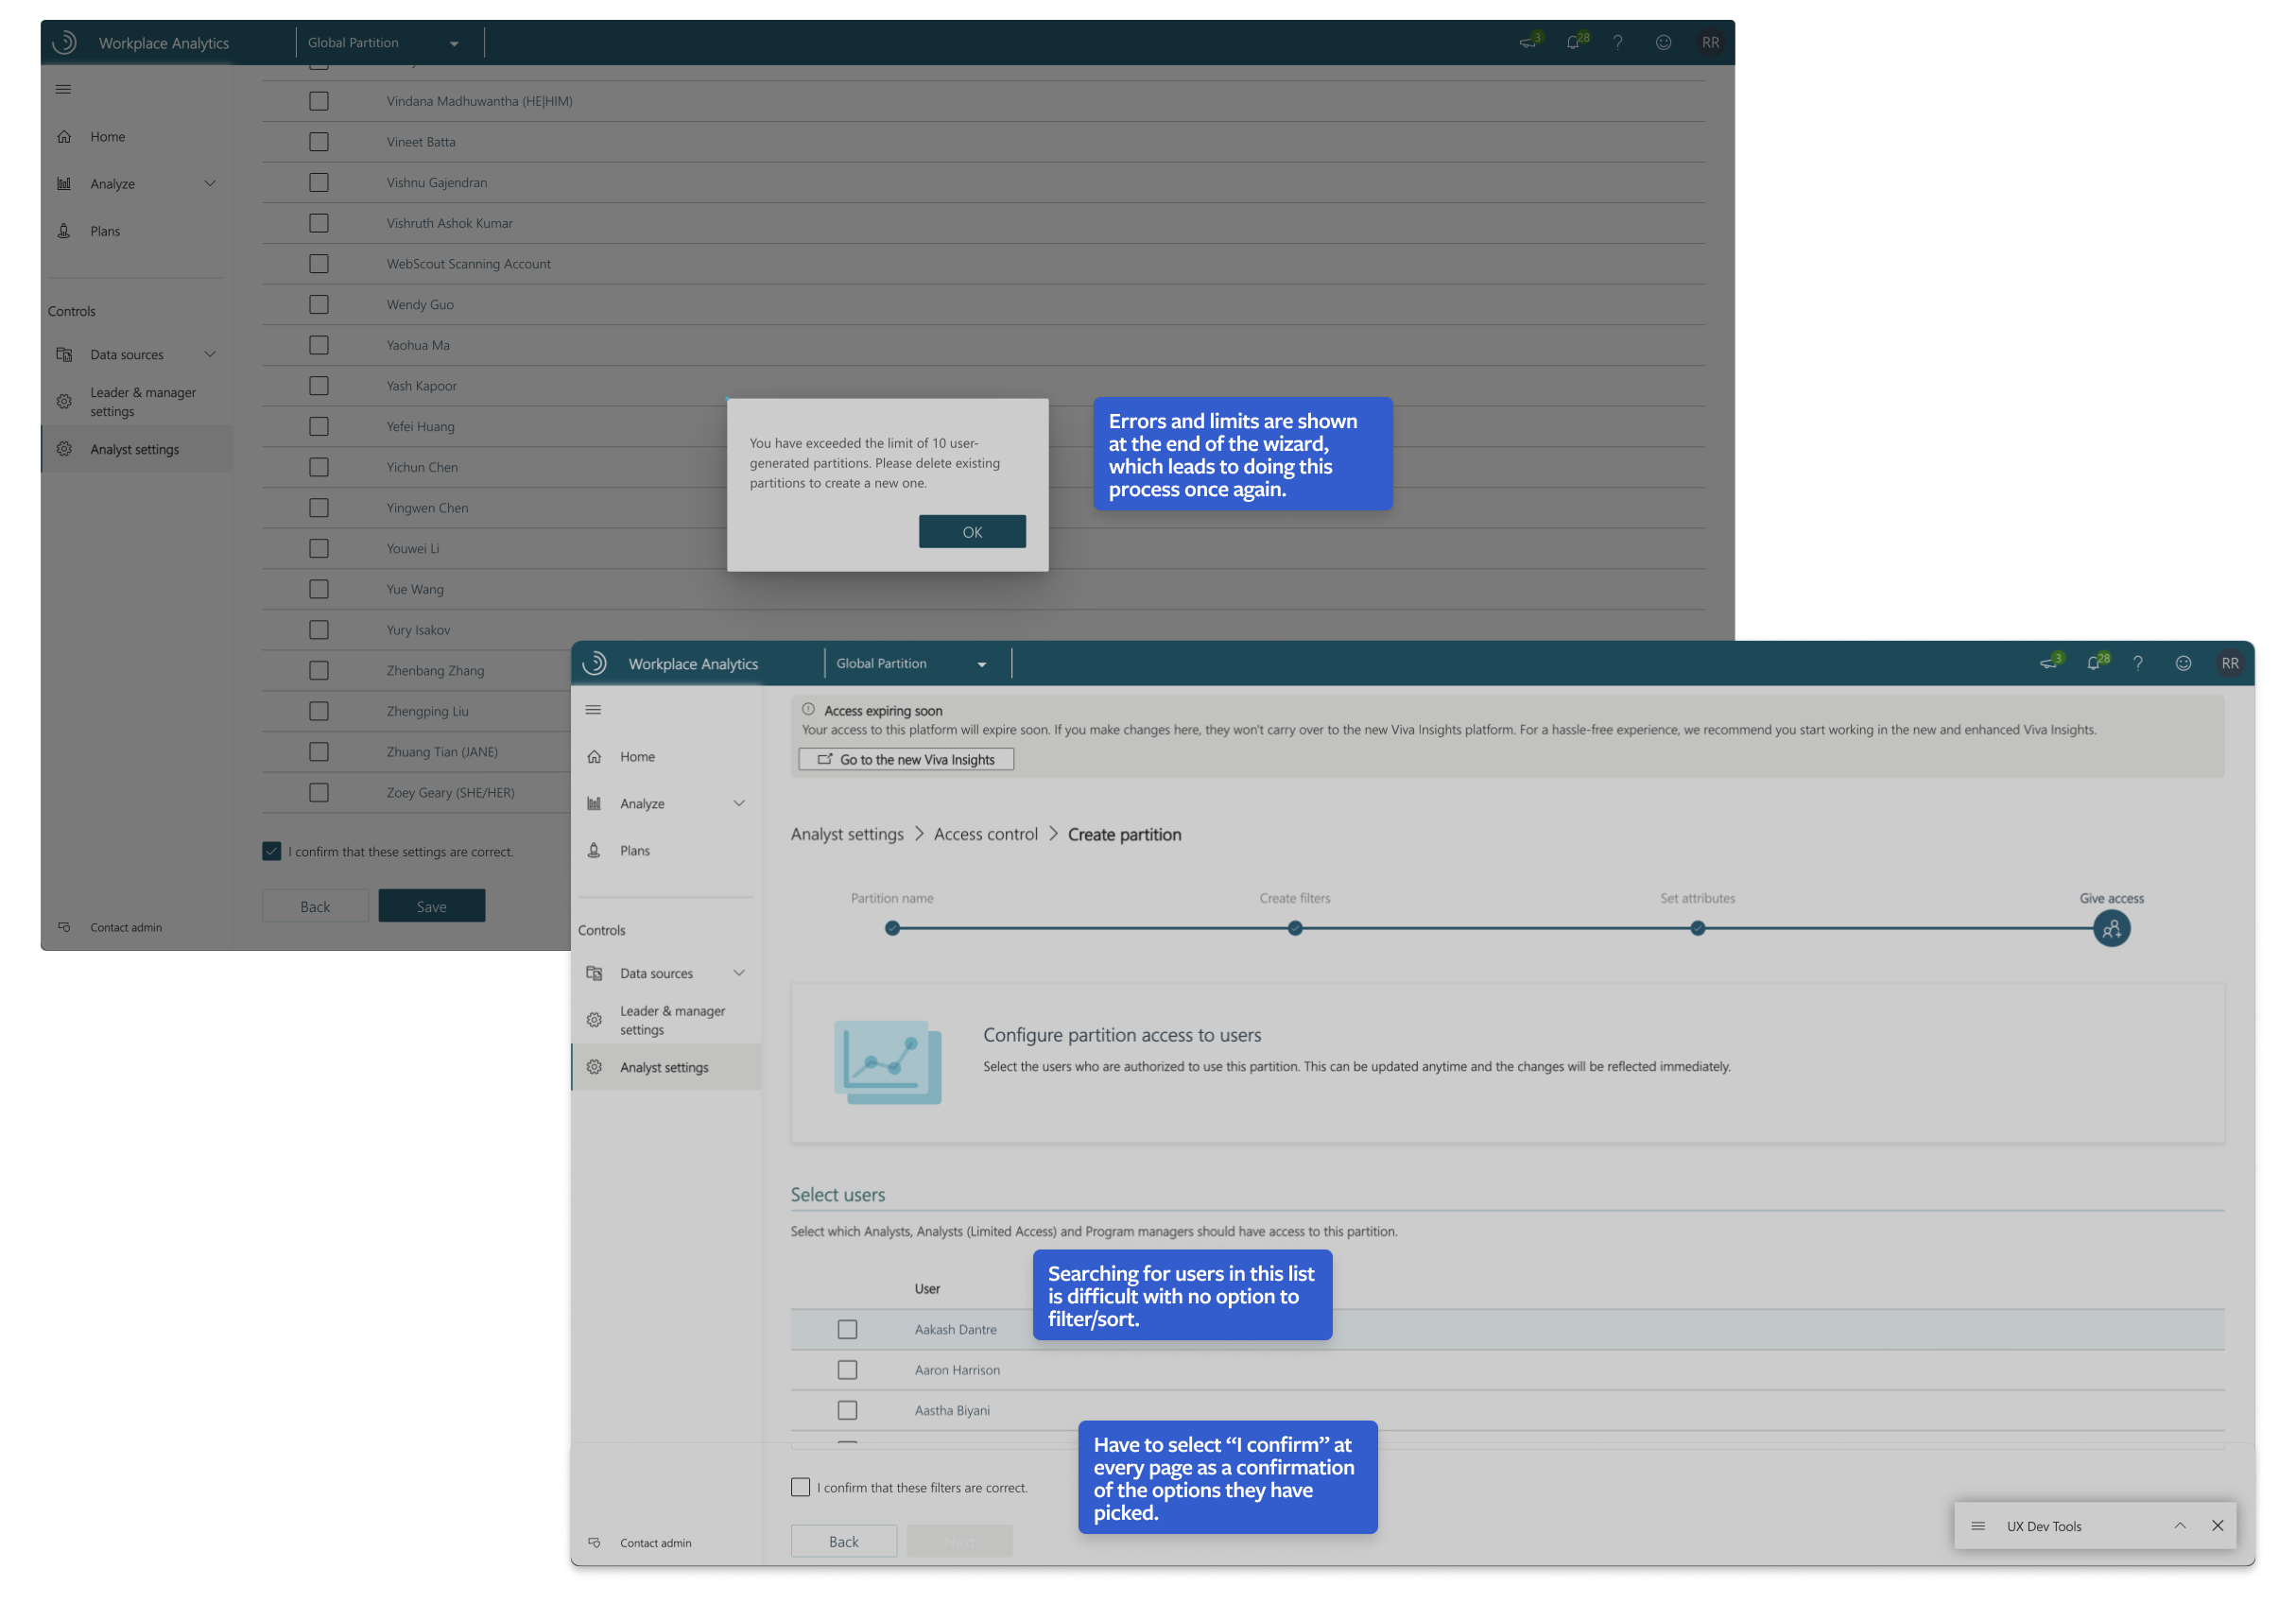 Workplace Analytics
Global Partition
3
28
?
RR
Home
Analyze
Plans
Controls
Data sources
Leader & manager
settings
Analyst settings
Contact admin
Vindana Madhuwantha (HE|HIM)
Vineet Batta
Vishnu Gajendran
Vishruth Ashok Kumar
WebScout Scanning Account
Wendy Guo
Yaohua Ma
Yash Kapoor
Yefei Huang
Yichun Chen
Yingwen Chen
Youwei Li
Yue Wang
Yury Isakov
Zhenbang Zhang
Zhengping Liu
Zhuang Tian (JANE)
Zoey Geary (SHE/HER)
I confirm that these settings are correct.
Back
Save
You have exceeded the limit of 10 user-
generated partitions. Please delete existing
partitions to create a new one.
OK
Errors and limits are shown
at the end of the wizard,
which leads to doing this
process once again.
Workplace Analytics
Global Partition
3
28
?
RR
Home
Analyze
Plans
Controls
Data sources
Leader & manager
settings
Analyst settings
Contact admin
Access expiring soon
Your access to this platform will expire soon. If you make changes here, they won't carry over to the new Viva Insights platform. For a hassle-free experience, we recommend you start working in the new and enhanced Viva Insights.
Go to the new Viva Insights
Analyst settings > Access control > Create partition
Partition name
Create filters
Set attributes
Give access
Configure partition access to users
Select the users who are authorized to use this partition. This can be updated anytime and the changes will be reflected immediately.
Select users
Select which Analysts, Analysts (Limited Access) and Program managers should have access to this partition.
User
Aakash Dantre
Aaron Harrison
Aastha Biyani
Searching for users in this list
is difficult with no option to
filter/sort.
Have to select “I confirm” at
every page as a confirmation
of the options they have
picked.
I confirm that these filters are correct.
Back
Next
UX Dev Tools